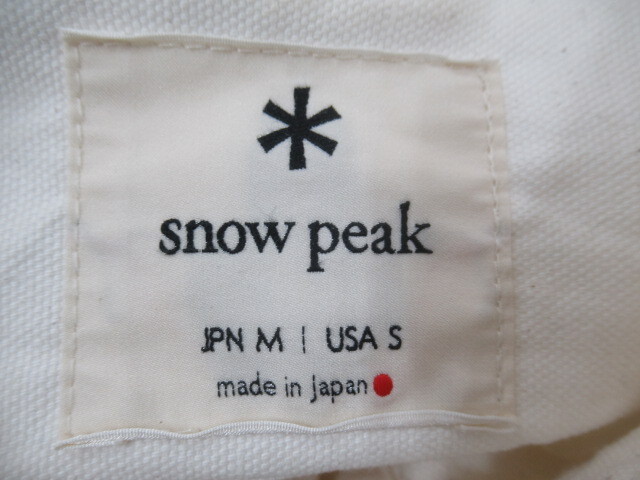 snow peak
JPN M | USA S
made in Japan